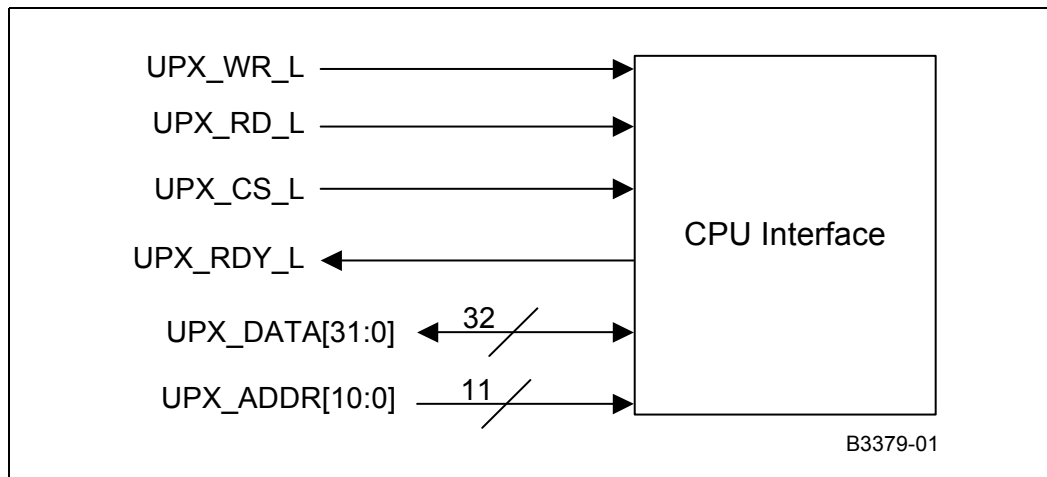 UPX_WR_L
UPX_RD_L
UPX_CS_L
CPU Interface
UPX_RDY_L
UPX_DATA[31:0]
32
UPX_ADDR[10:0]
11
B3379-01